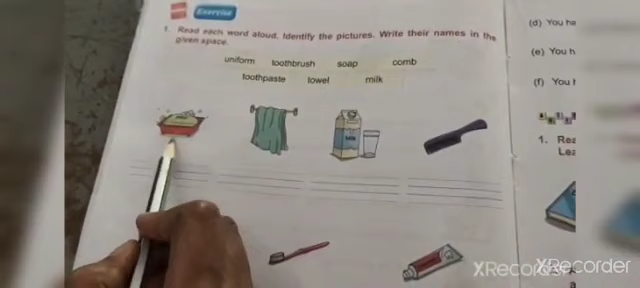 Exercise
1. Read each word aloud. Identify the pictures. Write their names in the
given space.
uniform toothbrush soap comb
toothpaste towel milk
(d) You ha
(e) You h
(f) You
1. Rea
Lea
XRecorder
XRecorder